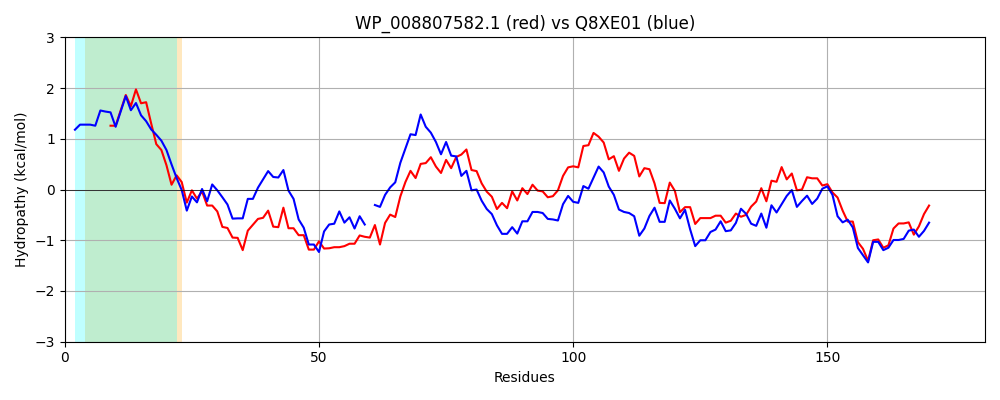 WP_008807582.1 (red) vs Q8XE01 (blue)
3
2
1
0
−1
−2
−3
Hydropathy (kcal/mol)
0 50 100 150
Residues